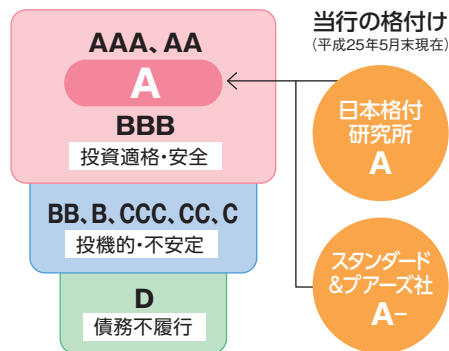 AAA、AA
A
BBB
投資適格・安全
BB、B、CCC、CC、C
投機的・不安定
D
債務不履行
当行の格付け
(平成25年5月末現在)
日本格付
研究所
A
スタンダード
&プアーズ社
A−